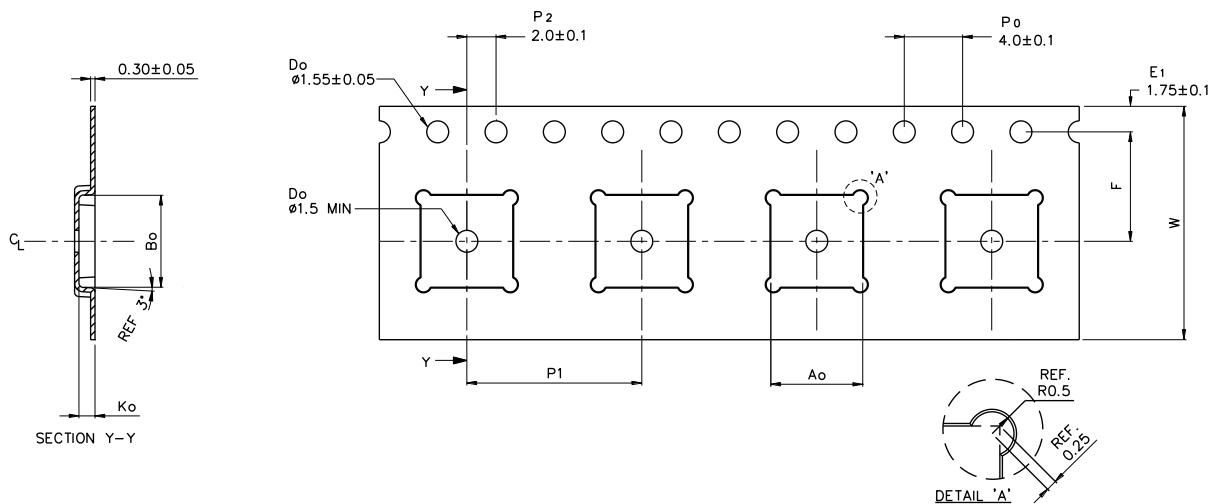 P2
2.0±0.1
Po
4.0±0.1
0.30±0.05
Do
ø1.55±0.05
Y
E1
1.75±0.1
'A'
Do
ø1.5 MIN
F
W
CL
Bo
REF 3°
Y
P1
Ao
Ko
SECTION Y-Y
REF.
R0.5
REF.
0.25
DETAIL 'A'